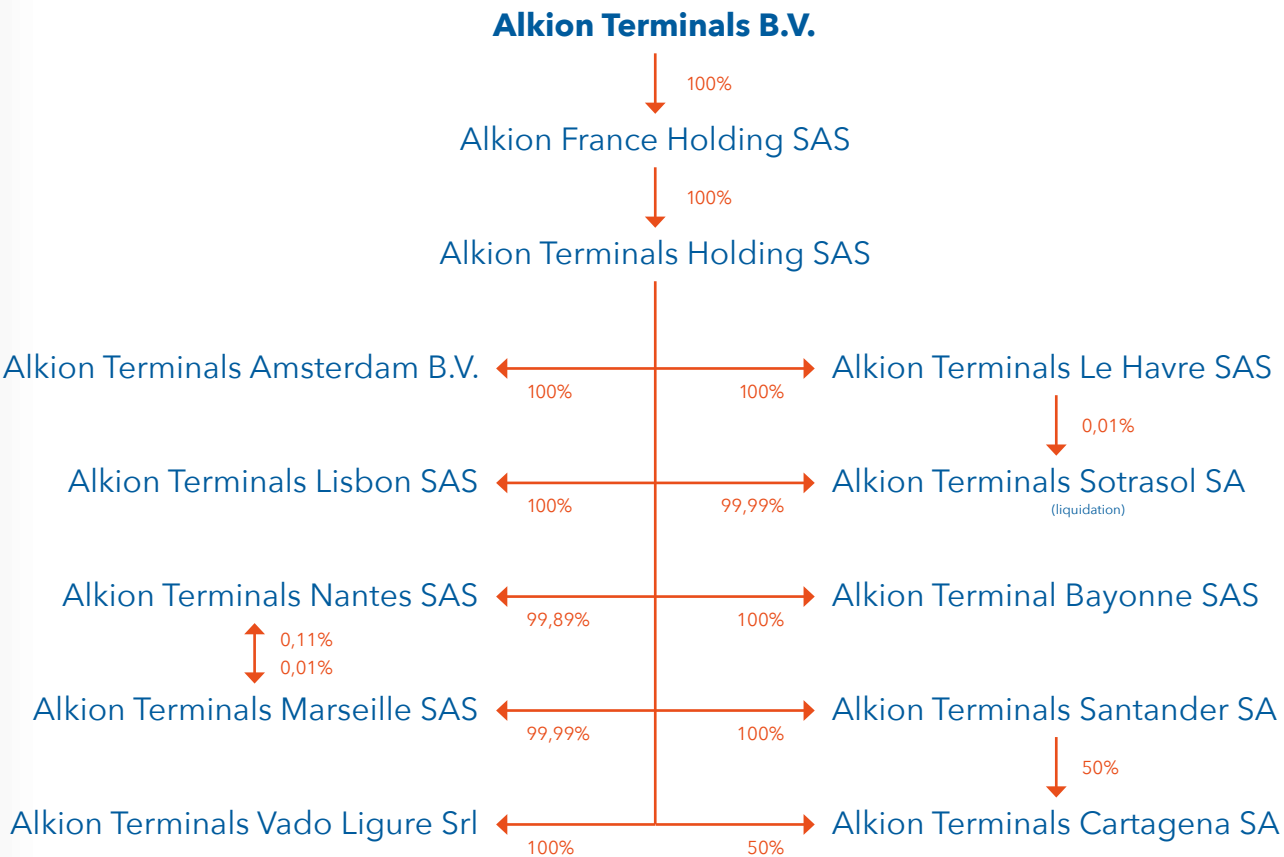 Alkion Terminals B.V.
100%
Alkion France Holding SAS
100%
Alkion Terminals Holding SAS
Alkion Terminals Amsterdam B.V.
100%
100%
Alkion Terminals Le Havre SAS
0,01%
Alkion Terminals Lisbon SAS
100%
99,99%
Alkion Terminals Sotrasol SA
(liquidation)
Alkion Terminals Nantes SAS
99,89%
100%
Alkion Terminal Bayonne SAS
0,11%
0,01%
Alkion Terminals Marseille SAS
99,99%
100%
Alkion Terminals Santander SA
50%
Alkion Terminals Vado Ligure Srl
100%
50%
Alkion Terminals Cartagena SA